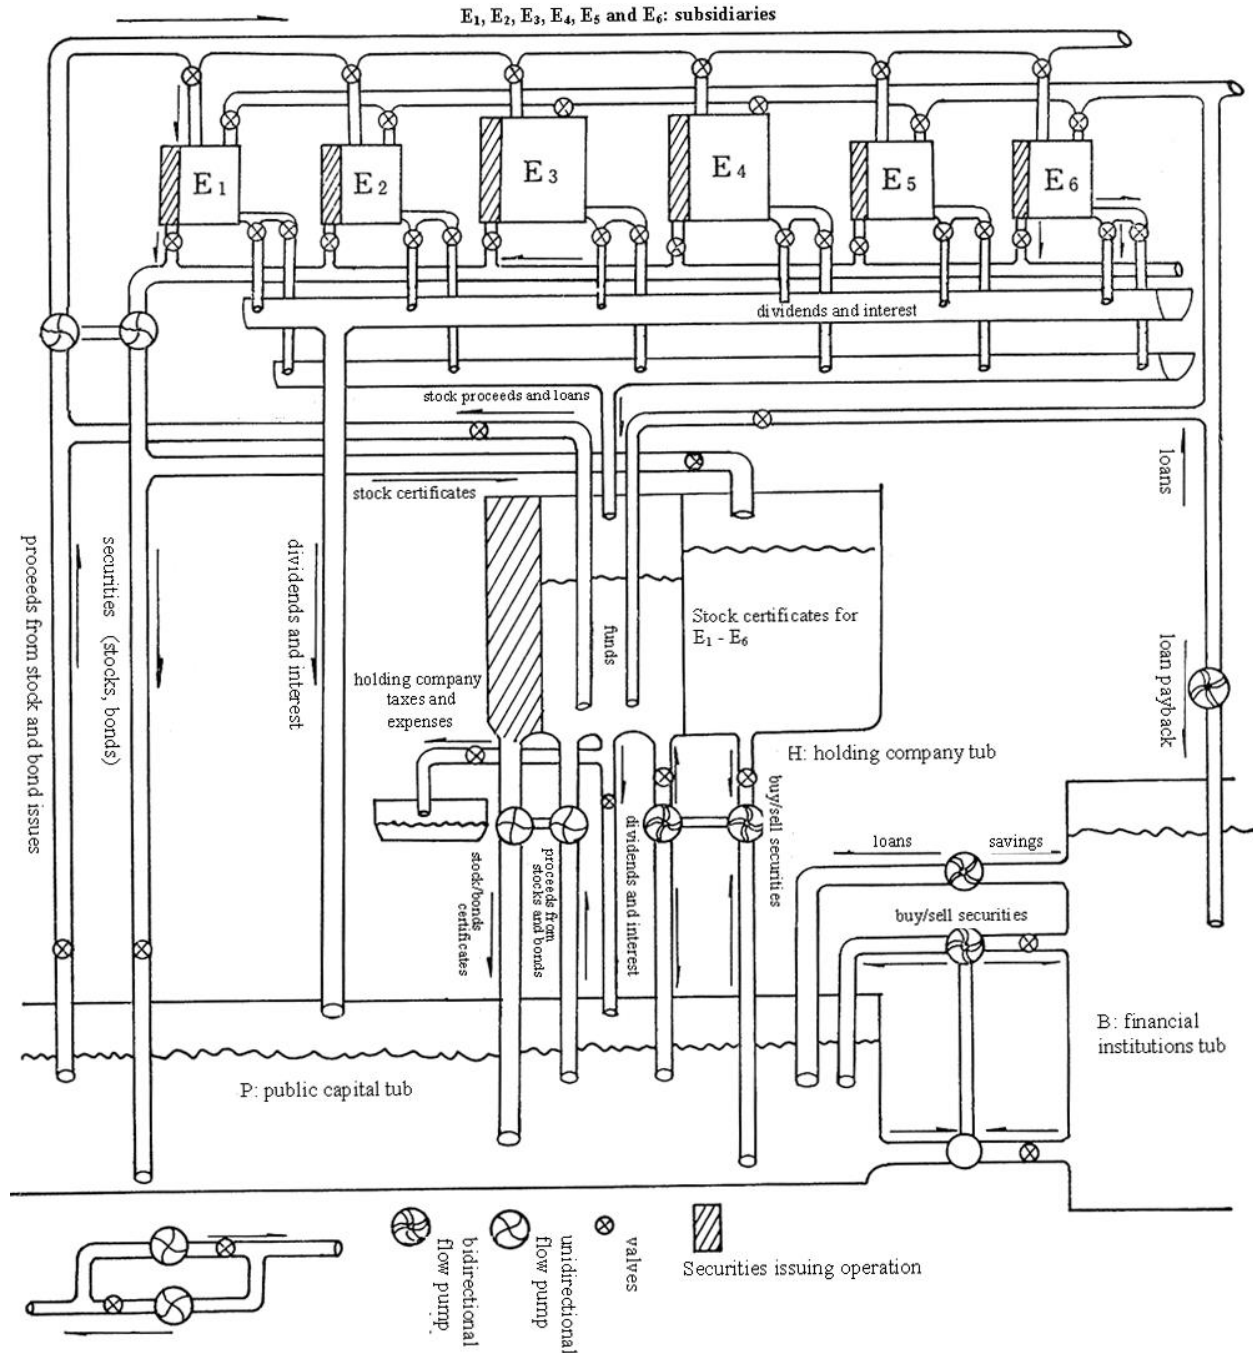 E1, E2, E3, E4, E5 and E6: subsidiaries
E1
E2
E3
E4
E5
E6
dividends and interest
stock proceeds and loans
stock certificates
loans
proceeds from stock and bond issues
securities (stocks, bonds)
dividends and interest
funds
Stock certificates for
E1 - E6
loan payback
holding company
taxes and
expenses
H: holding company tub
buy/sell securities
stock/bonds
certificates
proceeds from
stocks and bonds
dividends and interest
loans
savings
buy/sell securities
B: financial
institutions tub
P: public capital tub
bidirectional
flow pump
unidirectional
flow pump
valves
Securities issuing operation